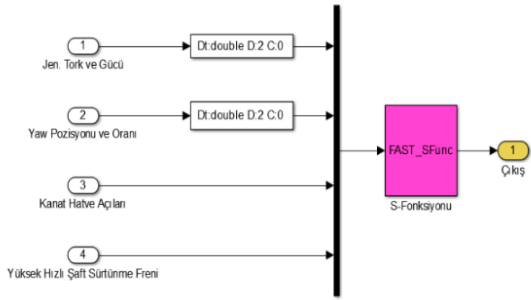 1
Dt:double D:2 C:0
Jen. Tork ve Gücü
2
Dt:double D:2 C:0
Yaw Pozisyonu ve Oranı
FAST_SFunc
1
Çıkış
3
Kanat Hatve Açıları
S-Fonksiyonu
4
Yüksek Hızlı Şaft Sürtünme Freni